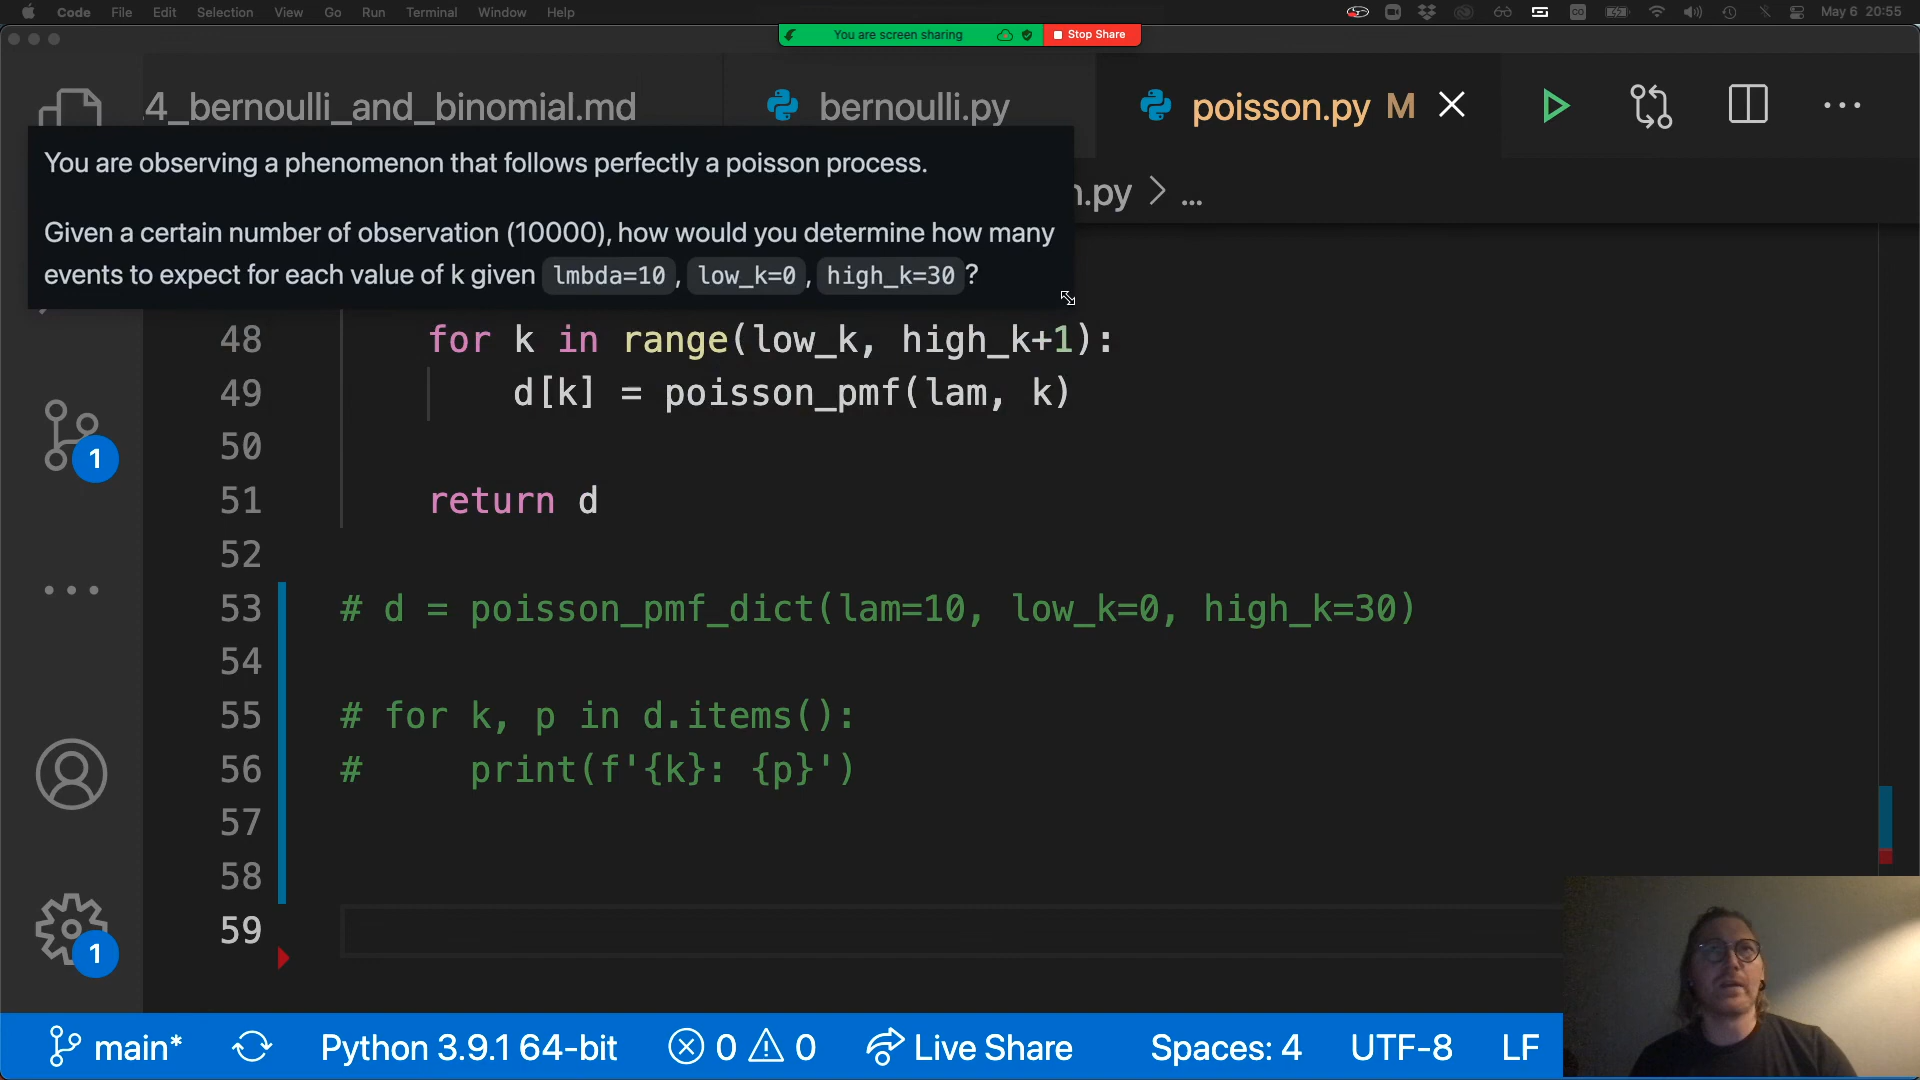 Code File Edit Selection View Go Run Terminal Window Help May 6 20:55
You are screen sharing Stop Share
4_bernoulli_and_binomial.md bernoulli.py poisson.py M
n.py > ...
You are observing a phenomenon that follows perfectly a poisson process.
Given a certain number of observation (10000), how would you determine how many
events to expect for each value of k given lmbda=10, low_k=0, high_k=30?
48 for k in range(low_k, high_k+1):
49 d[k] = poisson_pmf(lam, k)
50
51 return d
52
53 # d = poisson_pmf_dict(lam=10, low_k=0, high_k=30)
54
55 # for k, p in d.items():
56 # print(f'{k}: {p}')
57
58
59
1
1
main* Python 3.9.1 64-bit 0 0 Live Share Spaces: 4 UTF-8 LF